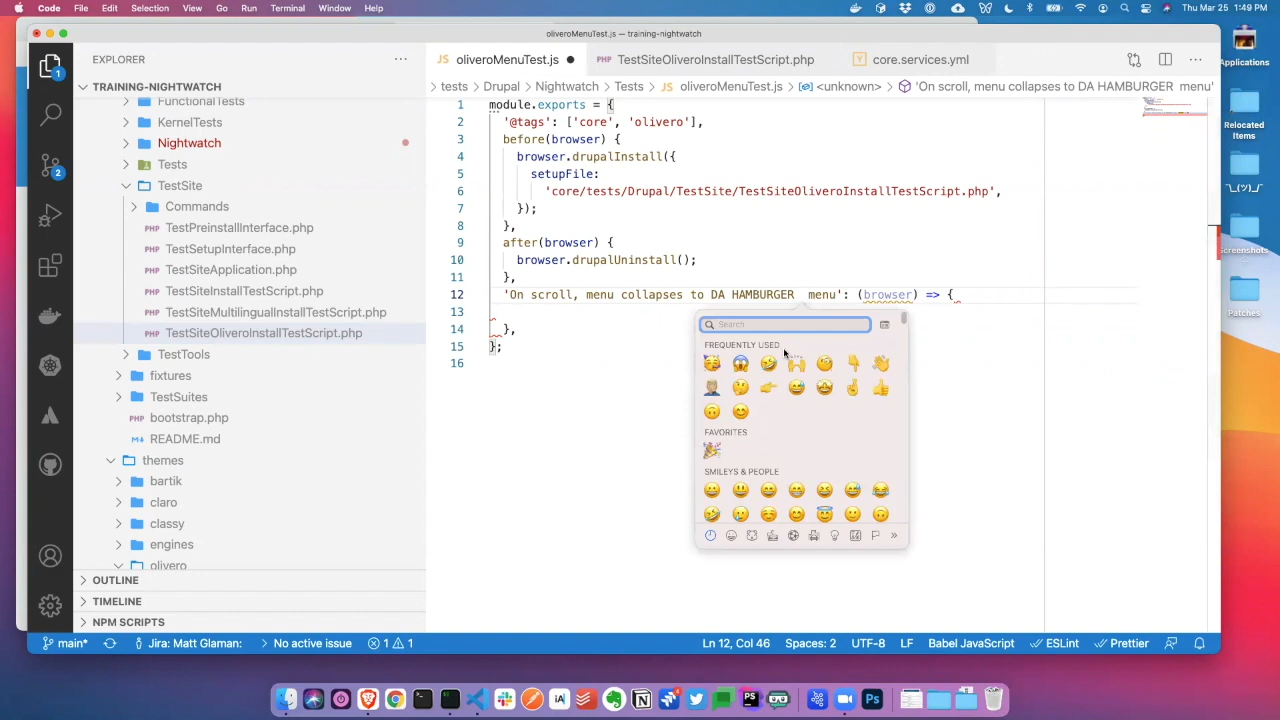 Code File Edit Selection View Go Run Terminal Window Help
Thu Mar 25 1:49 PM
oliveroMenuTest.js — training-nightwatch
EXPLORER
TRAINING-NIGHTWATCH
FunctionalTests
KernelTests
Nightwatch
Tests
TestSite
Commands
PHP TestPreinstallInterface.php
PHP TestSetupInterface.php
PHP TestSiteApplication.php
PHP TestSiteInstallTestScript.php
PHP TestSiteMultilingualInstallTestScript.php
PHP TestSiteOliveroInstallTestScript.php
TestTools
fixtures
TestSuites
PHP bootstrap.php
README.md
themes
bartik
claro
classy
engines
olivero
OUTLINE
TIMELINE
NPM SCRIPTS
1
2
JS oliveroMenuTest.js
PHP TestSiteOliveroInstallTestScript.php
core.services.yml
tests > Drupal > Nightwatch > Tests > JS oliveroMenuTest.js > <unknown> > 'On scroll, menu collapses to DA HAMBURGER  menu'
1 module.exports = {
2 '@tags': ['core', 'olivero'],
3 before(browser) {
4 browser.drupalInstall({
5 setupFile:
6 'core/tests/Drupal/TestSite/TestSiteOliveroInstallTestScript.php',
7 });
8 },
9 after(browser) {
10 browser.drupalUninstall();
11 },
12 'On scroll, menu collapses to DA HAMBURGER  menu': (browser) => {
13
14 },
15 };
16
Search
FREQUENTLY USED
FAVORITES
SMILEYS & PEOPLE
main*
Jira: Matt Glaman:
No active issue
1 1
Ln 12, Col 46
Spaces: 2
UTF-8
LF
Babel JavaScript
ESLint
Prettier
Applications
Relocated
Items
¯\_(ツ)_/¯
Screenshots
Patches